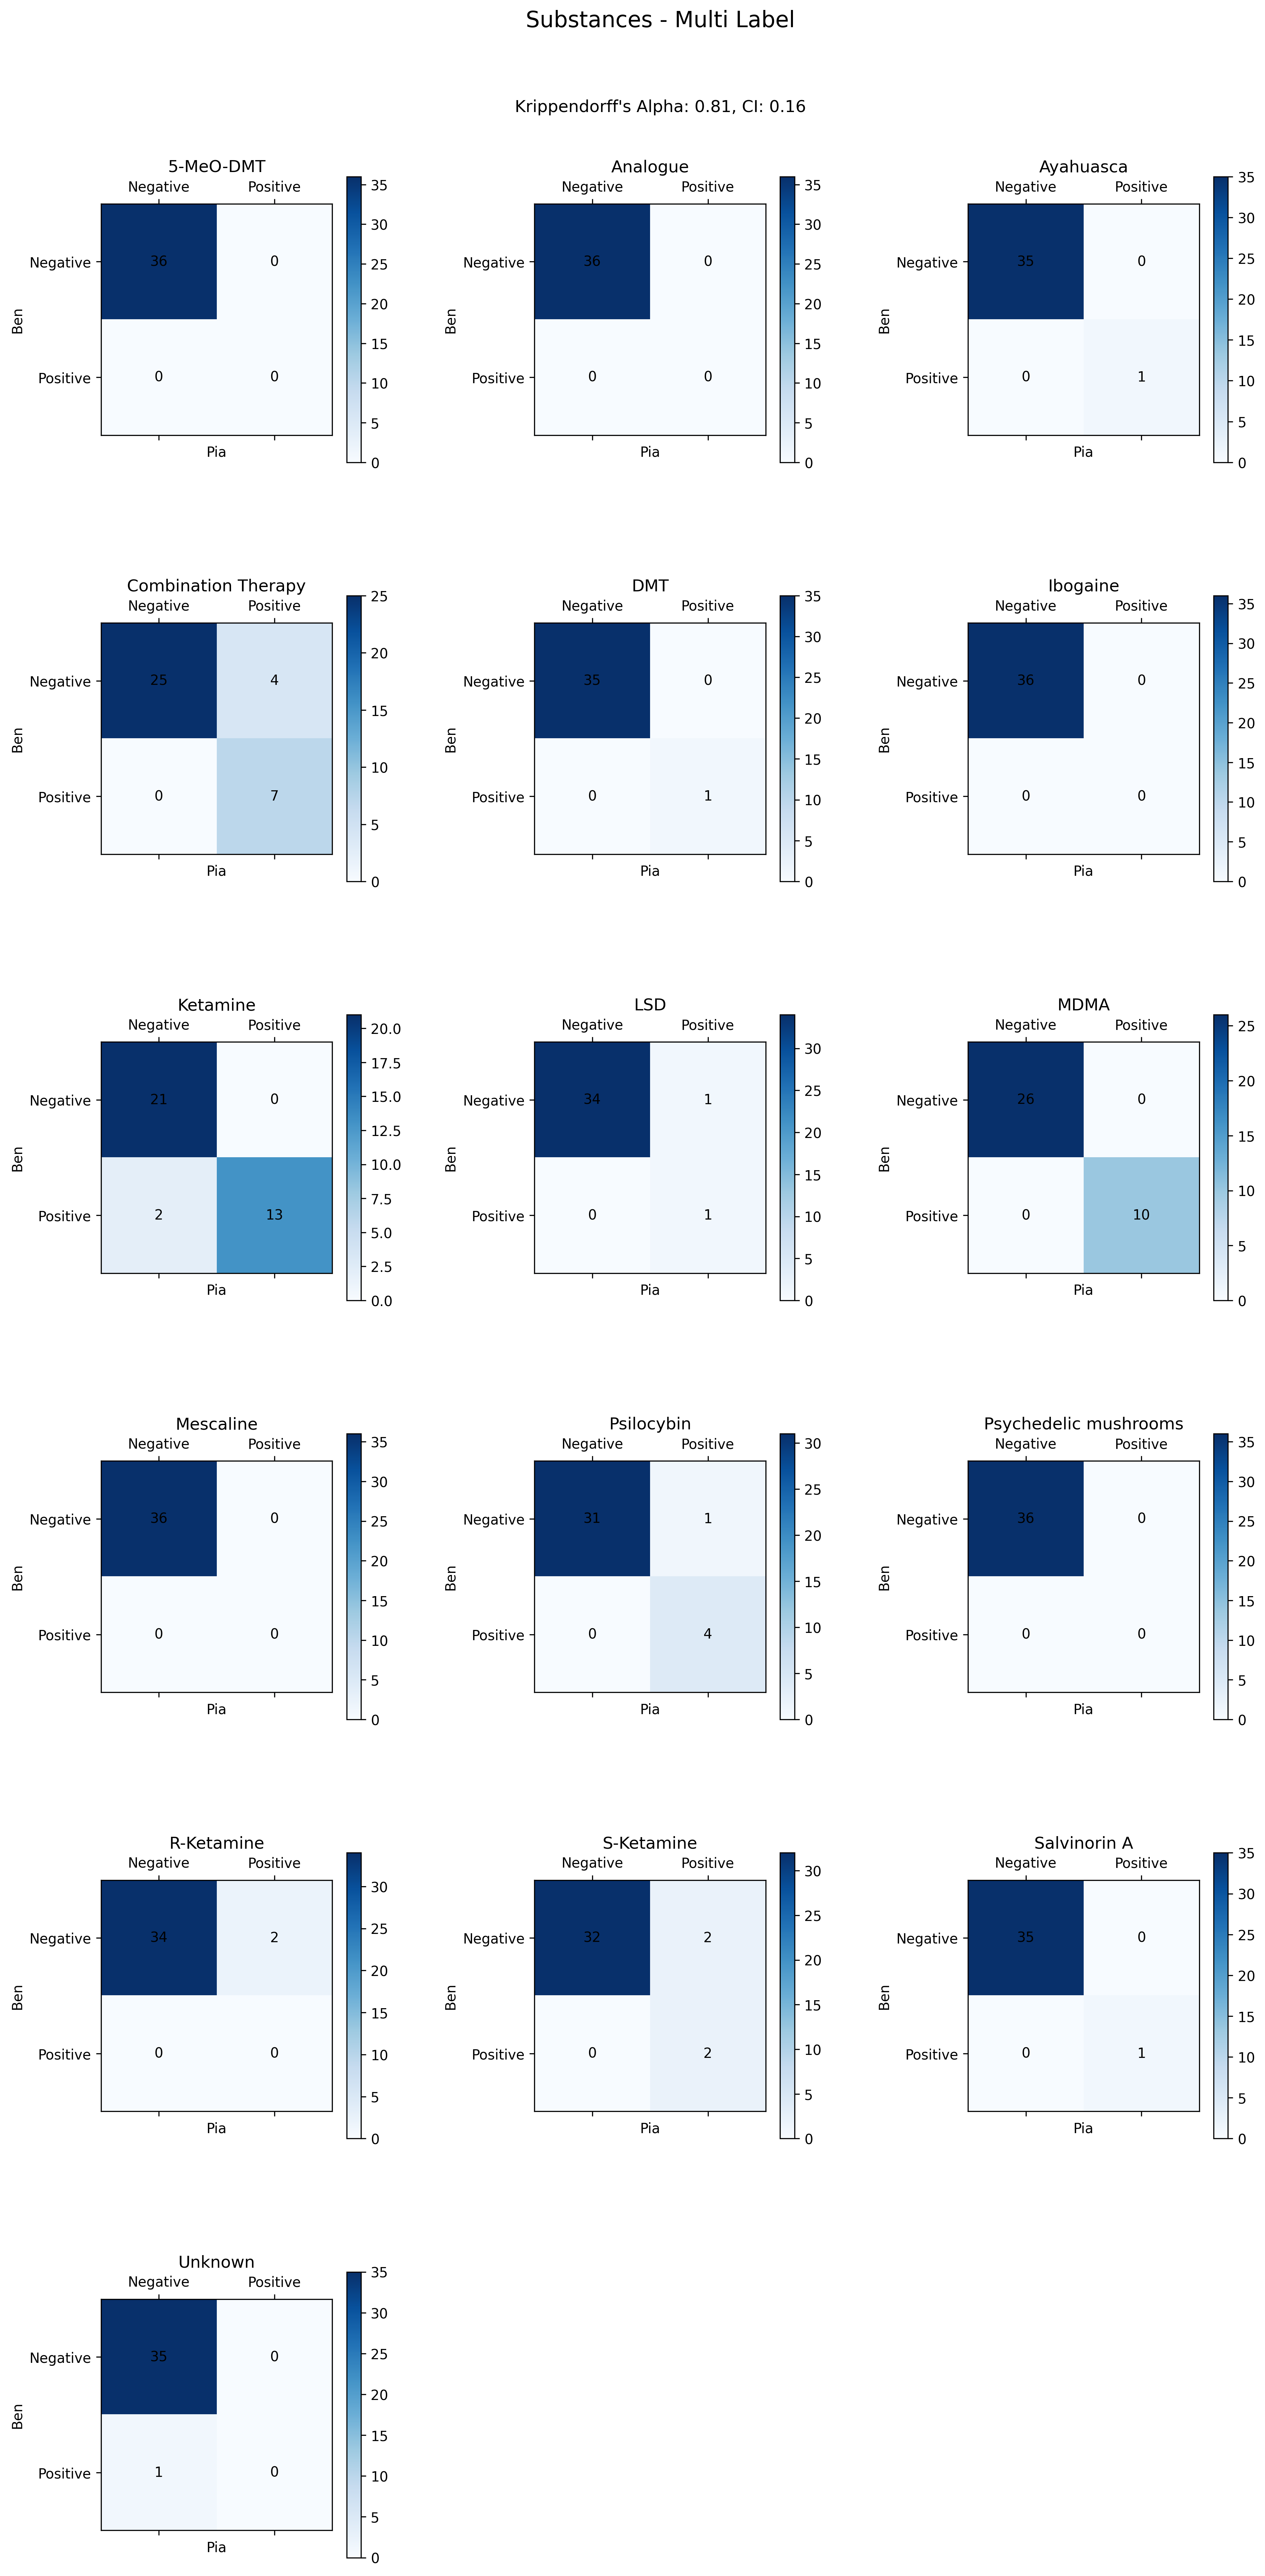 Substances - Multi Label
Krippendorff's Alpha: 0.81, CI: 0.16
5-MeO-DMT
Negative Positive
Negative 36 0
Positive 0 0
Ben
Pia
35
30
25
20
15
10
5
0
Analogue
Negative Positive
Negative 36 0
Positive 0 0
Ben
Pia
35
30
25
20
15
10
5
0
Ayahuasca
Negative Positive
Negative 35 0
Positive 0 1
Ben
Pia
35
30
25
20
15
10
5
0
Combination Therapy
Negative Positive
Negative 25 4
Positive 0 7
Ben
Pia
25
20
15
10
5
0
DMT
Negative Positive
Negative 35 0
Positive 0 1
Ben
Pia
35
30
25
20
15
10
5
0
Ibogaine
Negative Positive
Negative 36 0
Positive 0 0
Ben
Pia
35
30
25
20
15
10
5
0
Ketamine
Negative Positive
Negative 21 0
Positive 2 13
Ben
Pia
20.0
17.5
15.0
12.5
10.0
7.5
5.0
2.5
0.0
LSD
Negative Positive
Negative 34 1
Positive 0 1
Ben
Pia
30
25
20
15
10
5
0
MDMA
Negative Positive
Negative 26 0
Positive 0 10
Ben
Pia
25
20
15
10
5
0
Mescaline
Negative Positive
Negative 36 0
Positive 0 0
Ben
Pia
35
30
25
20
15
10
5
0
Psilocybin
Negative Positive
Negative 31 1
Positive 0 4
Ben
Pia
30
25
20
15
10
5
0
Psychedelic mushrooms
Negative Positive
Negative 36 0
Positive 0 0
Ben
Pia
35
30
25
20
15
10
5
0
R-Ketamine
Negative Positive
Negative 34 2
Positive 0 0
Ben
Pia
30
25
20
15
10
5
0
S-Ketamine
Negative Positive
Negative 32 2
Positive 0 2
Ben
Pia
30
25
20
15
10
5
0
Salvinorin A
Negative Positive
Negative 35 0
Positive 0 1
Ben
Pia
35
30
25
20
15
10
5
0
Unknown
Negative Positive
Negative 35 0
Positive 1 0
Ben
Pia
35
30
25
20
15
10
5
0